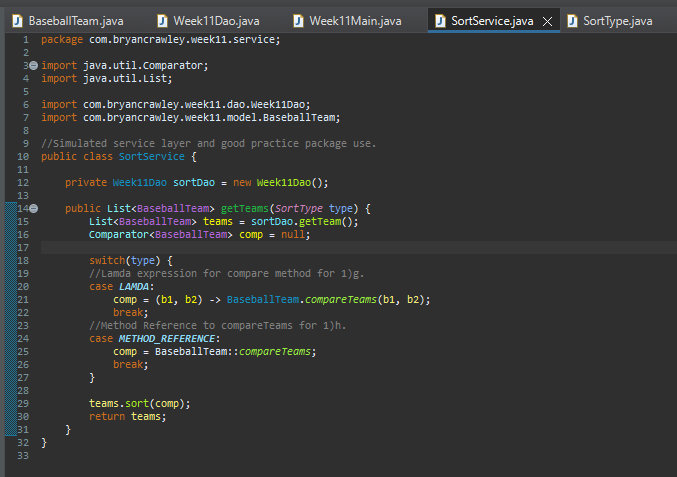 BaseballTeam.java Week11Dao.java Week11Main.java SortService.java SortType.java
1 package com.bryancrawley.week11.service;
2
3 import java.util.Comparator;
4 import java.util.List;
5
6 import com.bryancrawley.week11.dao.Week11Dao;
7 import com.bryancrawley.week11.model.BaseballTeam;
8
9 //Simulated service layer and good practice package use.
10 public class SortService {
11
12     private Week11Dao sortDao = new Week11Dao();
13
14     public List<BaseballTeam> getTeams(SortType type) {
15         List<BaseballTeam> teams = sortDao.getTeam();
16         Comparator<BaseballTeam> comp = null;
17
18         switch(type) {
19         //Lamda expression for compare method for 1)g.
20         case LAMDA:
21             comp = (b1, b2) -> BaseballTeam.compareTeams(b1, b2);
22             break;
23         //Method Reference to compareTeams for 1)h.
24         case METHOD_REFERENCE:
25             comp = BaseballTeam::compareTeams;
26             break;
27         }
28
29         teams.sort(comp);
30         return teams;
31     }
32 }
33